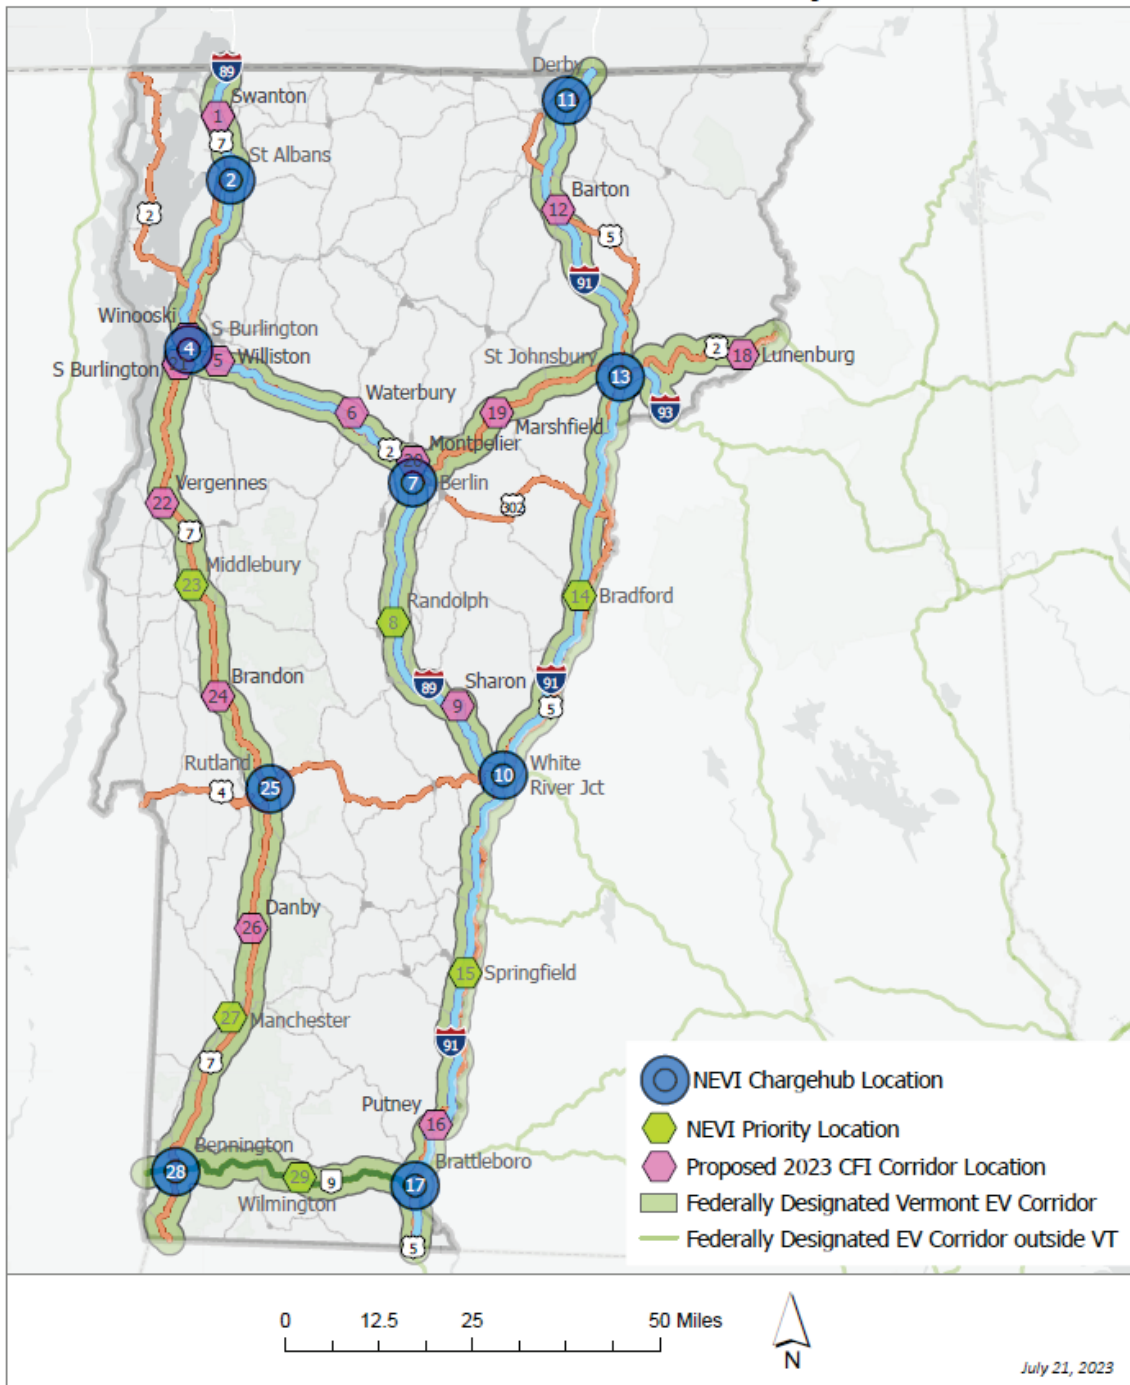 89
Derby
11
Swanton
1
7
St Albans
2
Barton
12
2
5
91
Winooski
S Burlington
4
5
Williston
S Burlington
21
St Johnsbury
13
2
18
Lunenburg
93
Waterbury
6
19
Marshfield
2
Montpelier
20
7
Berlin
302
Vergennes
22
7
Middlebury
23
Randolph
8
14
Bradford
Brandon
24
89
Sharon
9
91
5
Rutland
25
4
10
White
River Jct
Danby
26
15
Springfield
27
Manchester
91
7
Putney
16
Bennington
28
29
9
Wilmington
Brattleboro
17
5
NEVI Chargehub Location
NEVI Priority Location
Proposed 2023 CFI Corridor Location
Federally Designated Vermont EV Corridor
Federally Designated EV Corridor outside VT
0 12.5 25 50 Miles
N
July 21, 2023